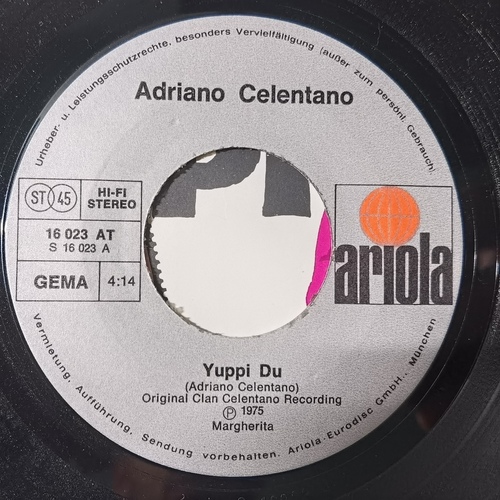 Urheber- u. Leistungsschutzrechte, besonders Vervielfältigung (außer zum persönl. Gebrauch)
Adriano Celentano
ST 45
HI-FI
STEREO
16 023 AT
S 16 023 A
GEMA
4:14
ariola
Yuppi Du
(Adriano Celentano)
Original Clan Celentano Recording
Ⓟ 1975
Margherita
Vermietung, Aufführung, Sendung vorbehalten. Ariola-Eurodisc GmbH., München